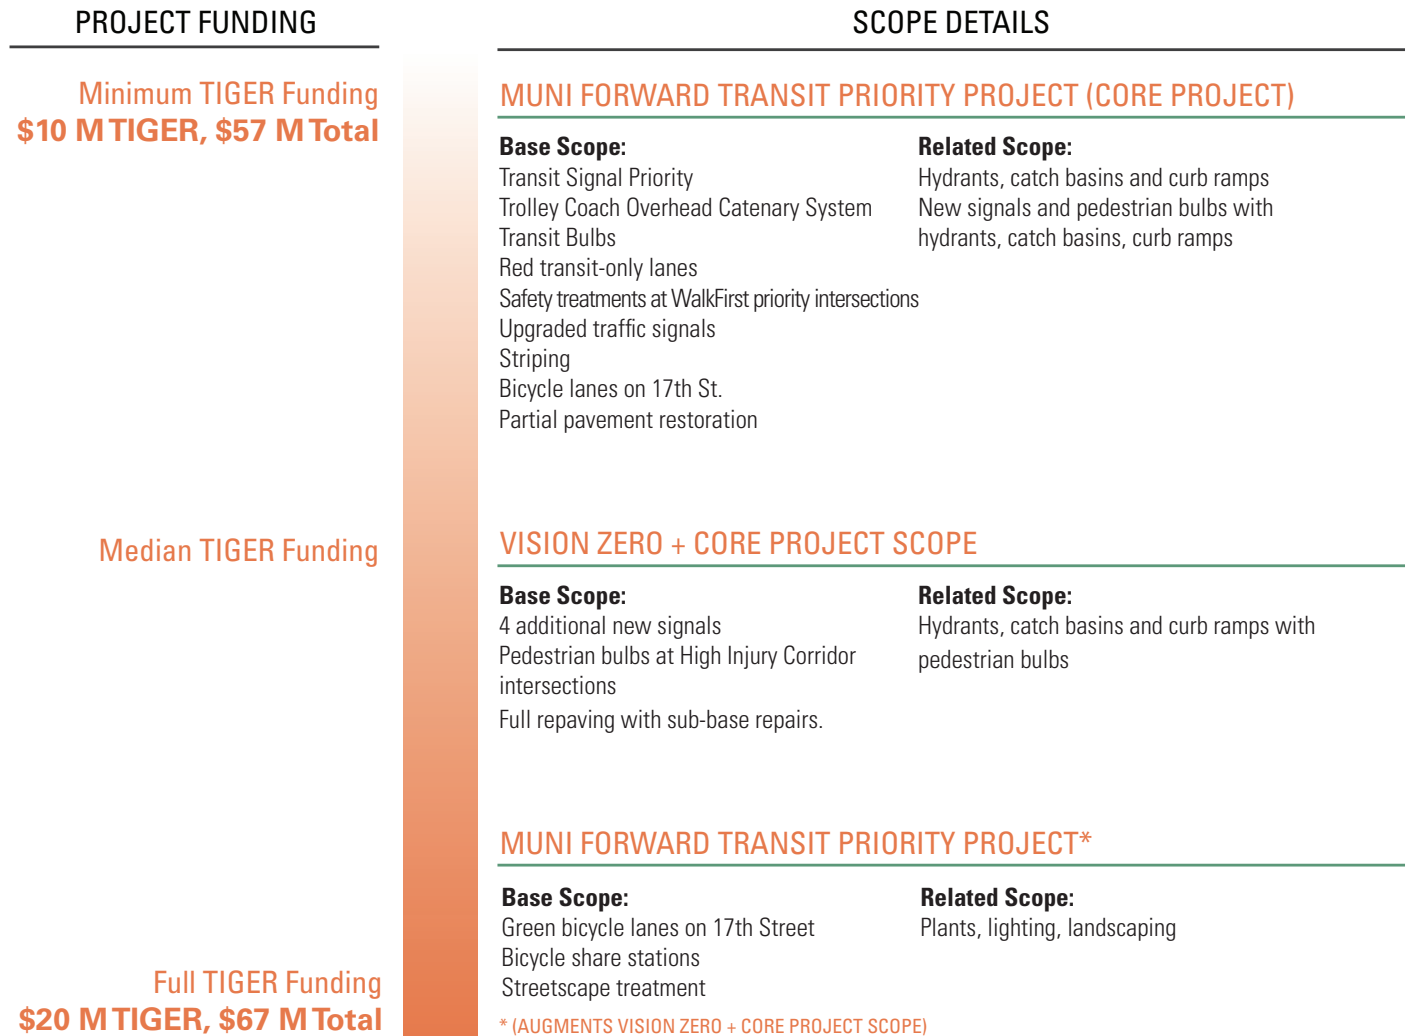 PROJECT FUNDING
SCOPE DETAILS
Minimum TIGER Funding
$10 M TIGER, $57 M Total
MUNI FORWARD TRANSIT PRIORITY PROJECT (CORE PROJECT)
Base Scope:
Transit Signal Priority
Trolley Coach Overhead Catenary System
Transit Bulbs
Red transit-only lanes
Safety treatments at WalkFirst priority intersections
Upgraded traffic signals
Striping
Bicycle lanes on 17th St.
Partial pavement restoration
Related Scope:
Hydrants, catch basins and curb ramps
New signals and pedestrian bulbs with
hydrants, catch basins, curb ramps
Median TIGER Funding
VISION ZERO + CORE PROJECT SCOPE
Base Scope:
4 additional new signals
Pedestrian bulbs at High Injury Corridor
intersections
Full repaving with sub-base repairs.
Related Scope:
Hydrants, catch basins and curb ramps with
pedestrian bulbs
MUNI FORWARD TRANSIT PRIORITY PROJECT*
Base Scope:
Green bicycle lanes on 17th Street
Bicycle share stations
Streetscape treatment
Related Scope:
Plants, lighting, landscaping
Full TIGER Funding
$20 M TIGER, $67 M Total
* (AUGMENTS VISION ZERO + CORE PROJECT SCOPE)